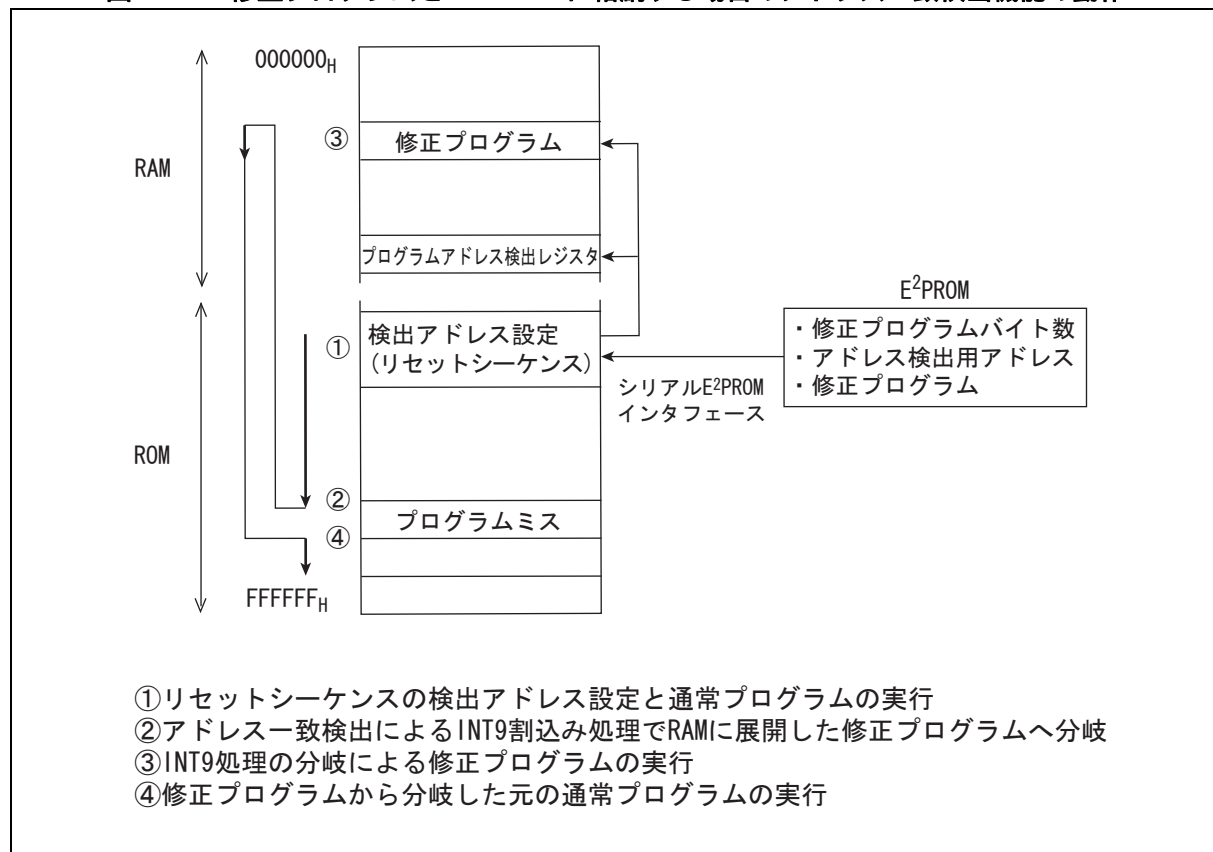 000000H
③
修正プログラム
RAM
プログラムアドレス検出レジスタ
E²PROM
①
検出アドレス設定
(リセットシーケンス)
・修正プログラムバイト数
・アドレス検出用アドレス
・修正プログラム
シリアルE²PROM
インタフェース
ROM
②
プログラムミス
④
FFFFFFH
①リセットシーケンスの検出アドレス設定と通常プログラムの実行
②アドレス一致検出によるINT9割込み処理でRAMに展開した修正プログラムへ分岐
③INT9処理の分岐による修正プログラムの実行
④修正プログラムから分岐した元の通常プログラムの実行